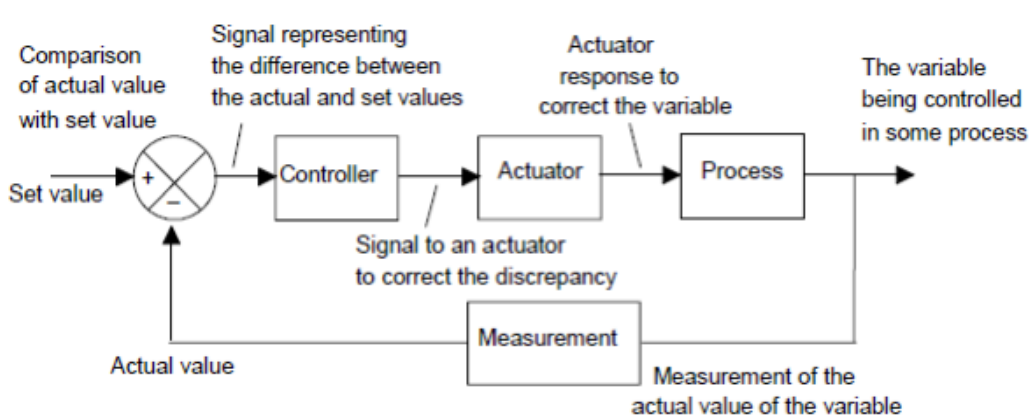 Comparison
of actual value
with set value
Signal representing
the difference between
the actual and set values
Actuator
response to
correct the variable
The variable
being controlled
in some process
Set value
+
−
Controller
Actuator
Process
Signal to an actuator
to correct the discrepancy
Measurement
Actual value
Measurement of the
actual value of the variable